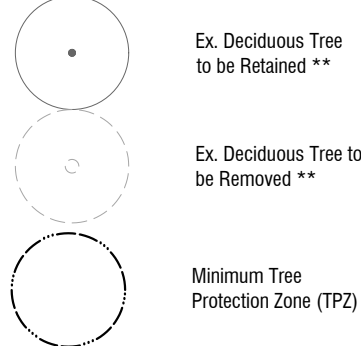 Ex. Deciduous Tree
to be Retained **
Ex. Deciduous Tree to
be Removed **
Minimum Tree
Protection Zone (TPZ)